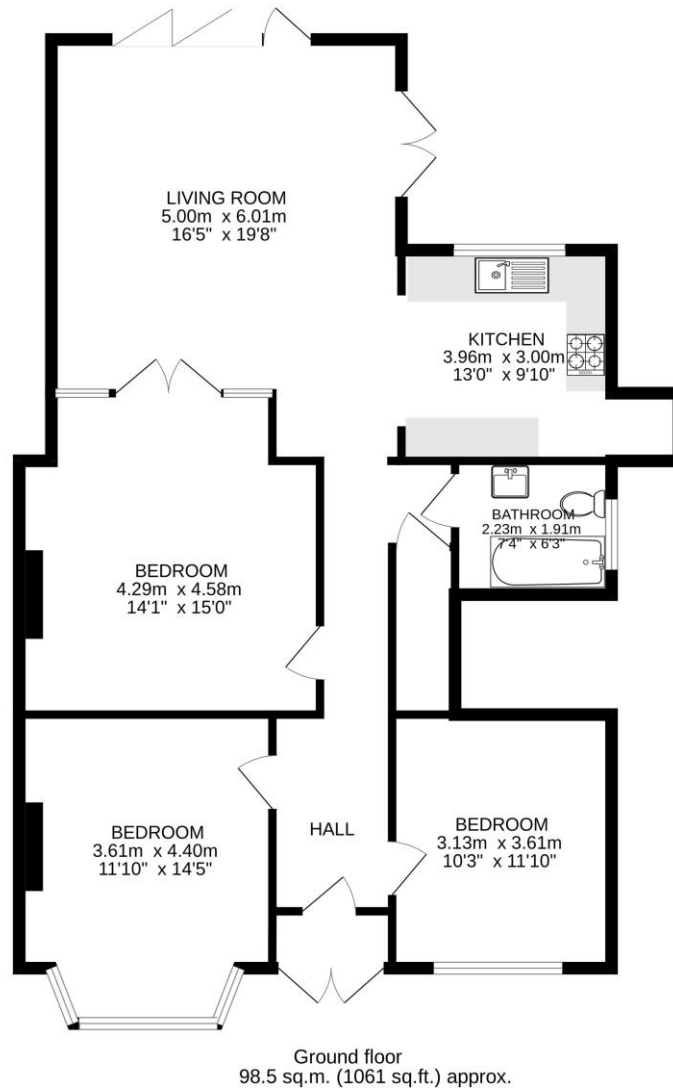 LIVING ROOM
5.00m x 6.01m
16'5" x 19'8"
KITCHEN
3.96m x 3.00m
13'0" x 9'10"
BATHROOM
2.23m x 1.91m
7'4" x 6'3"
BEDROOM
4.29m x 4.58m
14'1" x 15'0"
BEDROOM
3.61m x 4.40m
11'10" x 14'5"
HALL
BEDROOM
3.13m x 3.61m
10'3" x 11'10"
Ground floor
98.5 sq.m. (1061 sq.ft.) approx.